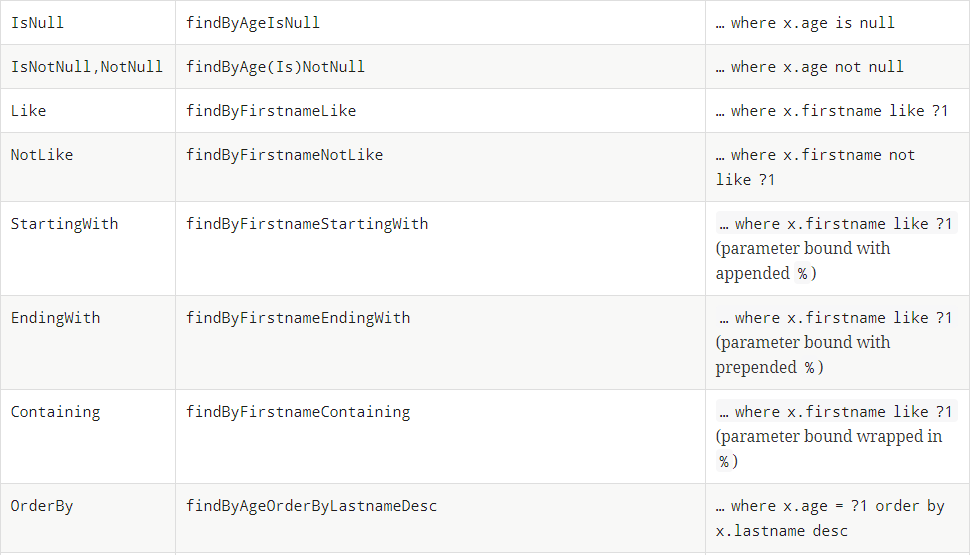 IsNull findByAgeIsNull … where x.age is null
IsNotNull,NotNull findByAge(Is)NotNull … where x.age not null
Like findByFirstnameLike … where x.firstname like ?1
NotLike findByFirstnameNotLike … where x.firstname not
like ?1
StartingWith findByFirstnameStartingWith … where x.firstname like ?1
(parameter bound with
appended %)
EndingWith findByFirstnameEndingWith … where x.firstname like ?1
(parameter bound with
prepended %)
Containing findByFirstnameContaining … where x.firstname like ?1
(parameter bound wrapped in
%)
OrderBy findByAgeOrderByLastnameDesc … where x.age = ?1 order by
x.lastname desc